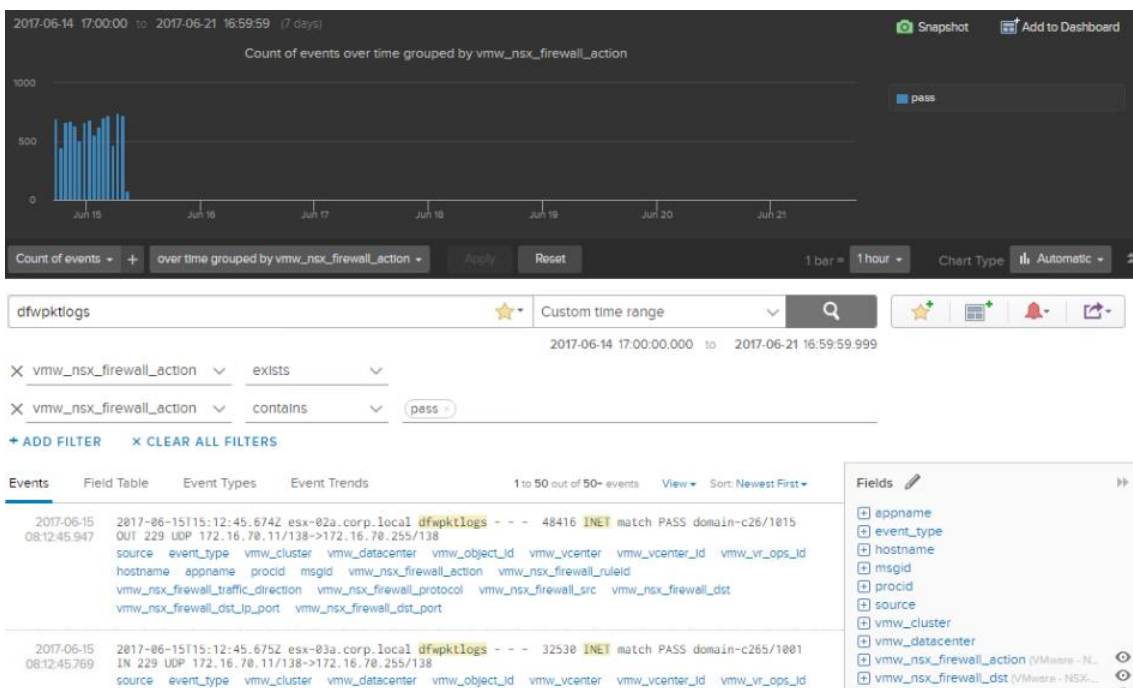 2017-06-14 17:00:00 to 2017-06-21 16:59:59 (7 days)
Snapshot
Add to Dashboard
Count of events over time grouped by vmw_nsx_firewall_action
1000
500
0
pass
Jun 15
Jun 16
Jun 17
Jun 18
Jun 19
Jun 20
Jun 21
Count of events
+
over time grouped by vmw_nsx_firewall_action
Apply
Reset
1 bar = 1 hour
Chart Type
Automatic
dfwpktlogs
Custom time range
2017-06-14 17:00:00.000 to 2017-06-21 16:59:59.999
vmw_nsx_firewall_action exists
vmw_nsx_firewall_action contains pass
+ ADD FILTER × CLEAR ALL FILTERS
Events Field Table Event Types Event Trends 1 to 50 out of 50+ events View Sort: Newest First
2017-06-15
08:12:45.947
2017-06-15T15:12:45.674Z esx-02a.corp.local dfwpktlogs - - - 48416 INET match PASS domain-c26/1015
OUT 229 UDP 172.16.70.11/138->172.16.70.255/138
source event_type vmw_cluster vmw_datacenter vmw_object_id vmw_vcenter vmw_vcenter_id vmw_vr_ops_id
hostname appname procid msgid vmw_nsx_firewall_action vmw_nsx_firewall_ruleid
vmw_nsx_firewall_traffic_direction vmw_nsx_firewall_protocol vmw_nsx_firewall_src vmw_nsx_firewall_dst
vmw_nsx_firewall_dst_ip_port vmw_nsx_firewall_dst_port
2017-06-15
08:12:45.769
2017-06-15T15:12:45.675Z esx-03a.corp.local dfwpktlogs - - - 32530 INET match PASS domain-c265/1001
IN 229 UDP 172.16.70.11/138->172.16.70.255/138
source event_type vmw_cluster vmw_datacenter vmw_object_id vmw_vcenter vmw_vcenter_id vmw_vr_ops_id
Fields
appname
event_type
hostname
msgid
procid
source
vmw_cluster
vmw_datacenter
vmw_nsx_firewall_action (VMware - N...
vmw_nsx_firewall_dst (VMware - NSX-...